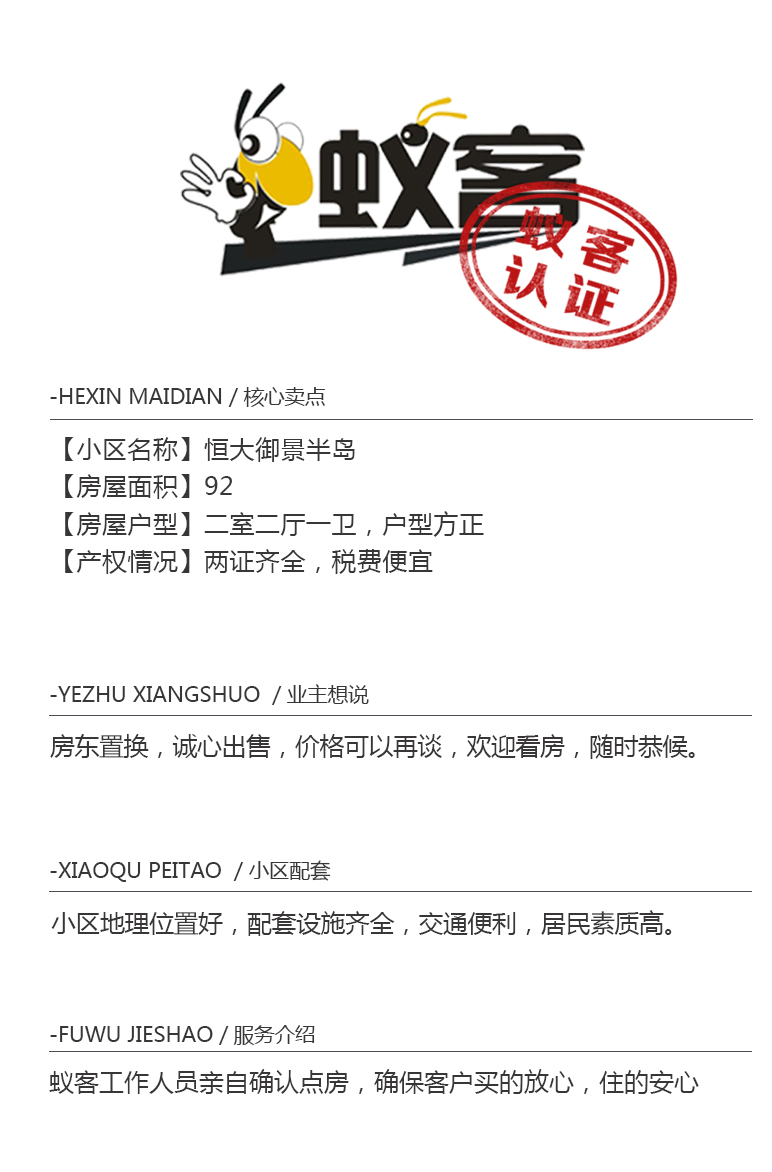 蚁客
蚁客
认证
-HEXIN MAIDIAN / 核心卖点
【小区名称】恒大御景半岛
【房屋面积】92
【房屋户型】二室二厅一卫，户型方正
【产权情况】两证齐全，税费便宜
-YEZHU XIANGSHUO / 业主想说
房东置换，诚心出售，价格可以再谈，欢迎看房，随时恭候。
-XIAOQU PEITAO / 小区配套
小区地理位置好，配套设施齐全，交通便利，居民素质高。
-FUWU JIESHAO / 服务介绍
蚁客工作人员亲自确认点房，确保客户买的放心，住的安心